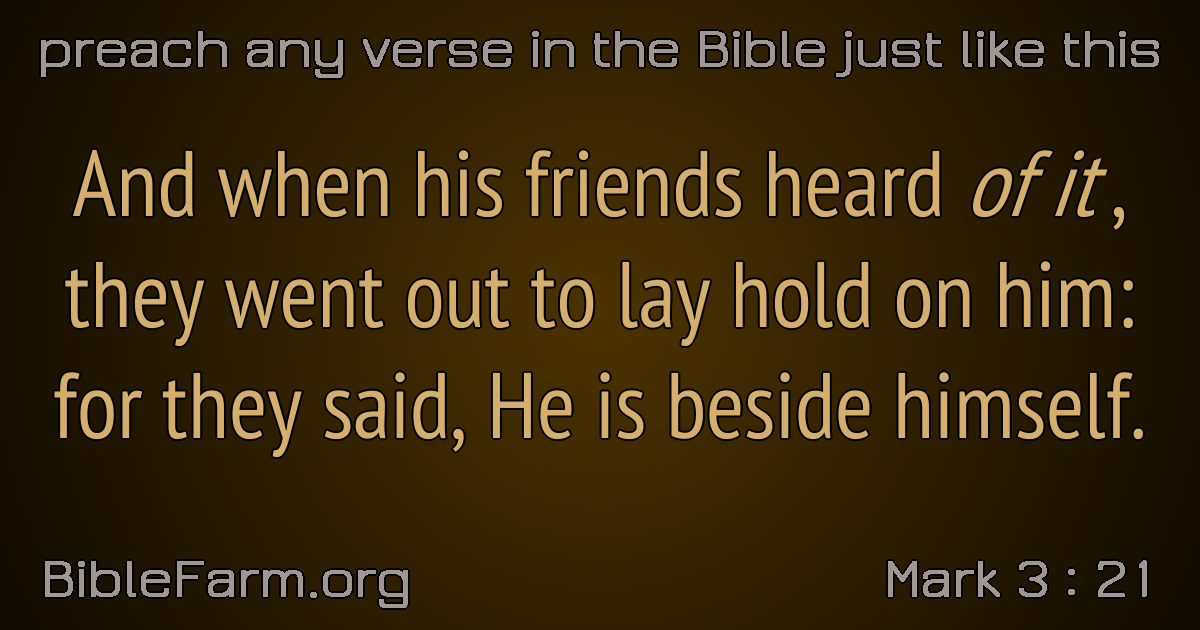 preach any verse in the Bible just like this
And when his friends heard of it ,
they went out to lay hold on him:
for they said, He is beside himself.
BibleFarm.org
Mark 3 : 21